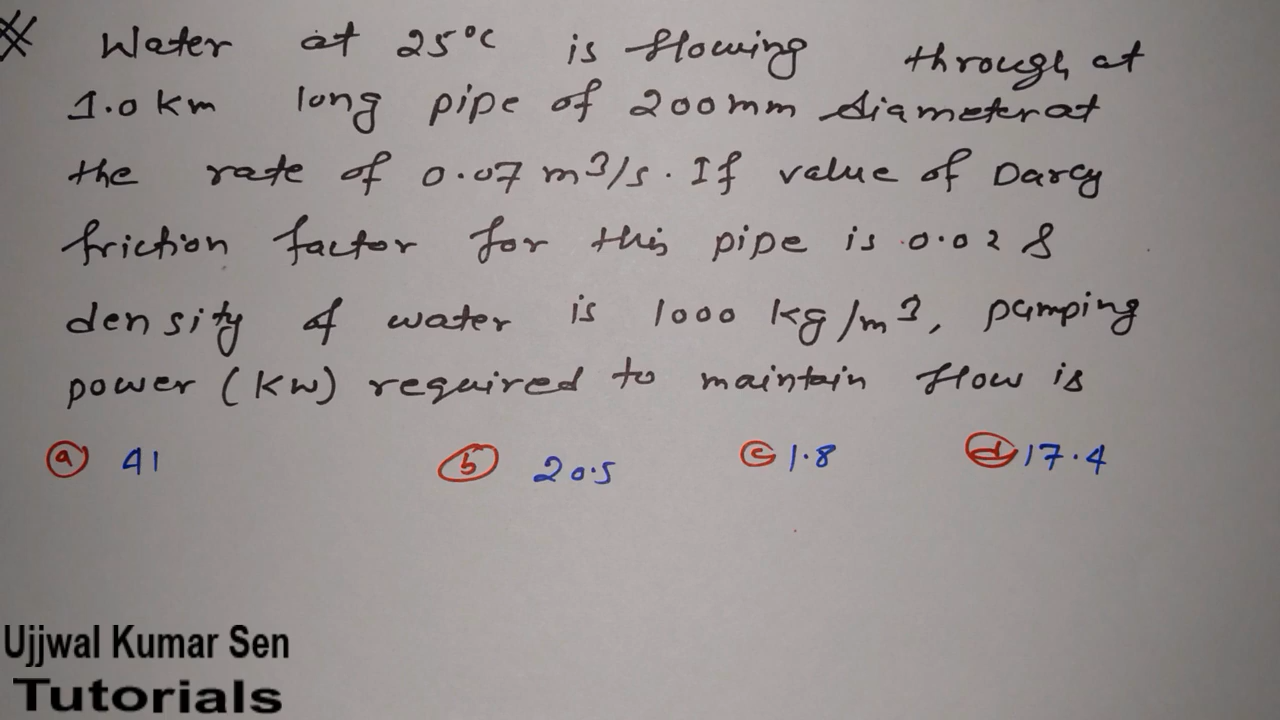 Water at 25°C is flowing through at
1.0 km long pipe of 200mm diameter at
the rate of 0.07 m3/s. If value of Darcy
friction factor for this pipe is 0.02 &
density of water is 1000 kg/m3, pumping
power (KW) required to maintain flow is
(a) 41 (b) 20.5 (c) 1.8 (d) 17.4
Ujjwal Kumar Sen
Tutorials